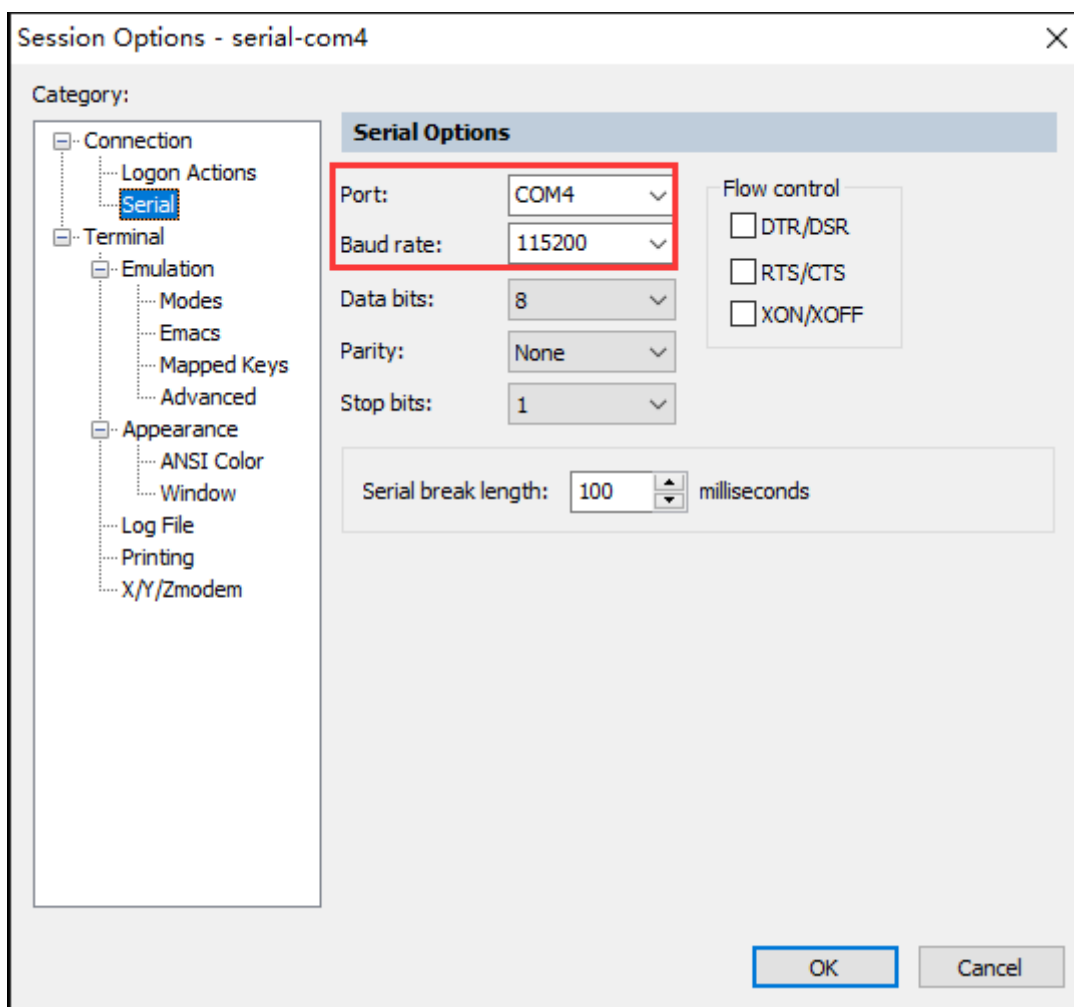 Session Options - serial-com4
Category:
Connection
Logon Actions
Serial
Terminal
Emulation
Modes
Emacs
Mapped Keys
Advanced
Appearance
ANSI Color
Window
Log File
Printing
X/Y/Zmodem
Serial Options
Port: COM4
Baud rate: 115200
Data bits: 8
Parity: None
Stop bits: 1
Flow control
DTR/DSR
RTS/CTS
XON/XOFF
Serial break length: 100 milliseconds
OK Cancel